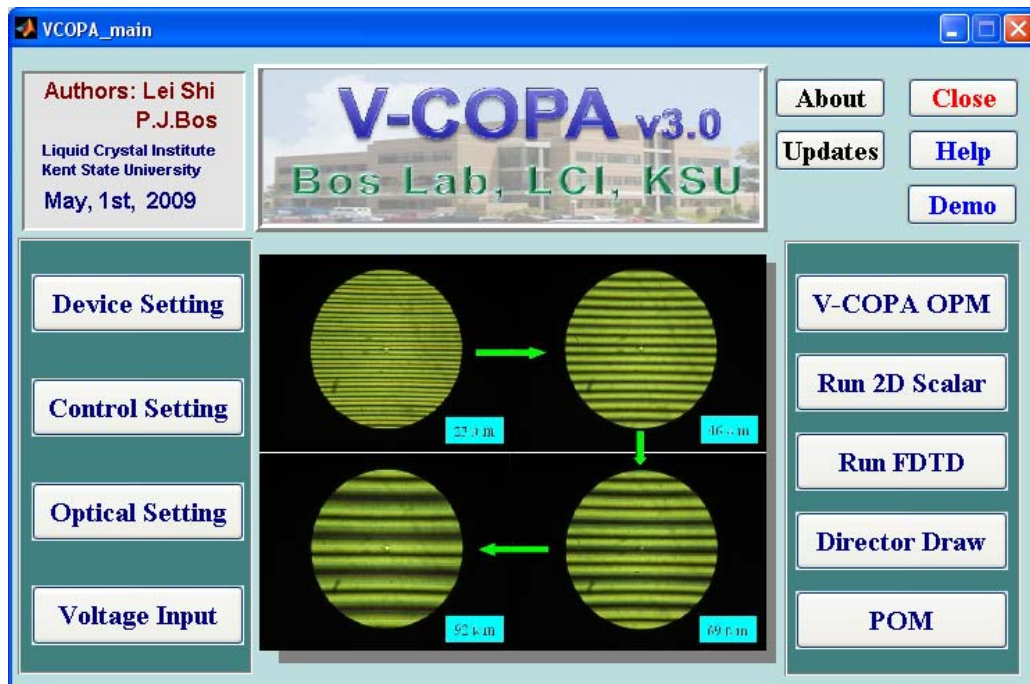 VCOPA_main
Authors: Lei Shi
P.J.Bos
Liquid Crystal Institute
Kent State University
May, 1st, 2009
V-COPA v3.0
Bos Lab, LCI, KSU
About
Close
Updates
Help
Demo
Device Setting
Control Setting
Optical Setting
Voltage Input
V-COPA OPM
Run 2D Scalar
Run FDTD
Director Draw
POM